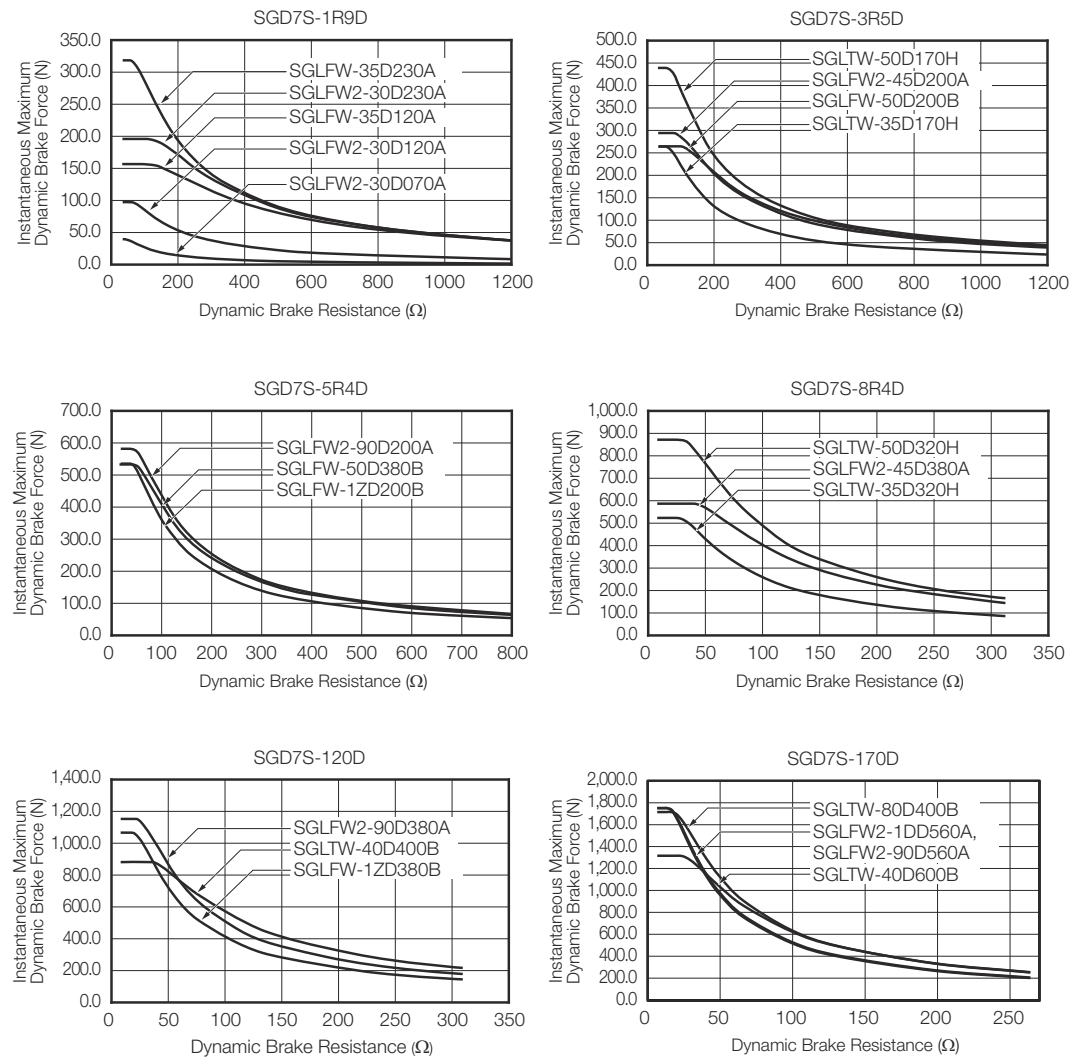 SGD7S-1R9D
Instantaneous Maximum
Dynamic Brake Force (N)
350.0
300.0
250.0
200.0
150.0
100.0
50.0
0.0
SGLFW-35D230A
SGLFW2-30D230A
SGLFW-35D120A
SGLFW2-30D120A
SGLFW2-30D070A
0 200 400 600 800 1000 1200
Dynamic Brake Resistance (Ω)
SGD7S-3R5D
Instantaneous Maximum
Dynamic Brake Force (N)
500.0
450.0
400.0
350.0
300.0
250.0
200.0
150.0
100.0
50.0
0.0
SGLTW-50D170H
SGLFW2-45D200A
SGLFW-50D200B
SGLTW-35D170H
0 200 400 600 800 1000 1200
Dynamic Brake Resistance (Ω)
SGD7S-5R4D
Instantaneous Maximum
Dynamic Brake Force (N)
700.0
600.0
500.0
400.0
300.0
200.0
100.0
0.0
SGLFW2-90D200A
SGLFW-50D380B
SGLFW-1ZD200B
0 100 200 300 400 500 600 700 800
Dynamic Brake Resistance (Ω)
SGD7S-8R4D
Instantaneous Maximum
Dynamic Brake Force (N)
1,000.0
900.0
800.0
700.0
600.0
500.0
400.0
300.0
200.0
100.0
0.0
SGLTW-50D320H
SGLFW2-45D380A
SGLTW-35D320H
0 50 100 150 200 250 300 350
Dynamic Brake Resistance (Ω)
SGD7S-120D
Instantaneous Maximum
Dynamic Brake Force (N)
1,400.0
1,200.0
1,000.0
800.0
600.0
400.0
200.0
0.0
SGLFW2-90D380A
SGLTW-40D400B
SGLFW-1ZD380B
0 50 100 150 200 250 300 350
Dynamic Brake Resistance (Ω)
SGD7S-170D
Instantaneous Maximum
Dynamic Brake Force (N)
2,000.0
1,800.0
1,600.0
1,400.0
1,200.0
1,000.0
800.0
600.0
400.0
200.0
0.0
SGLTW-80D400B
SGLFW2-1DD560A,
SGLFW2-90D560A
SGLTW-40D600B
0 50 100 150 200 250
Dynamic Brake Resistance (Ω)